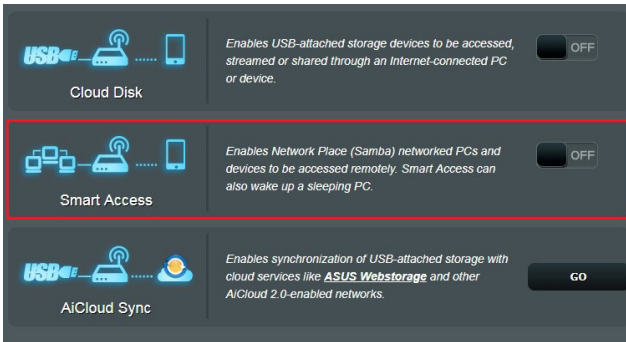 USB
Enables USB-attached storage devices to be accessed,
streamed or shared through an Internet-connected PC
or device.
OFF
Cloud Disk
Enables Network Place (Samba) networked PCs and
devices to be accessed remotely. Smart Access can
also wake up a sleeping PC.
OFF
Smart Access
USB
Enables synchronization of USB-attached storage with
cloud services like ASUS Webstorage and other
AiCloud 2.0-enabled networks.
GO
AiCloud Sync